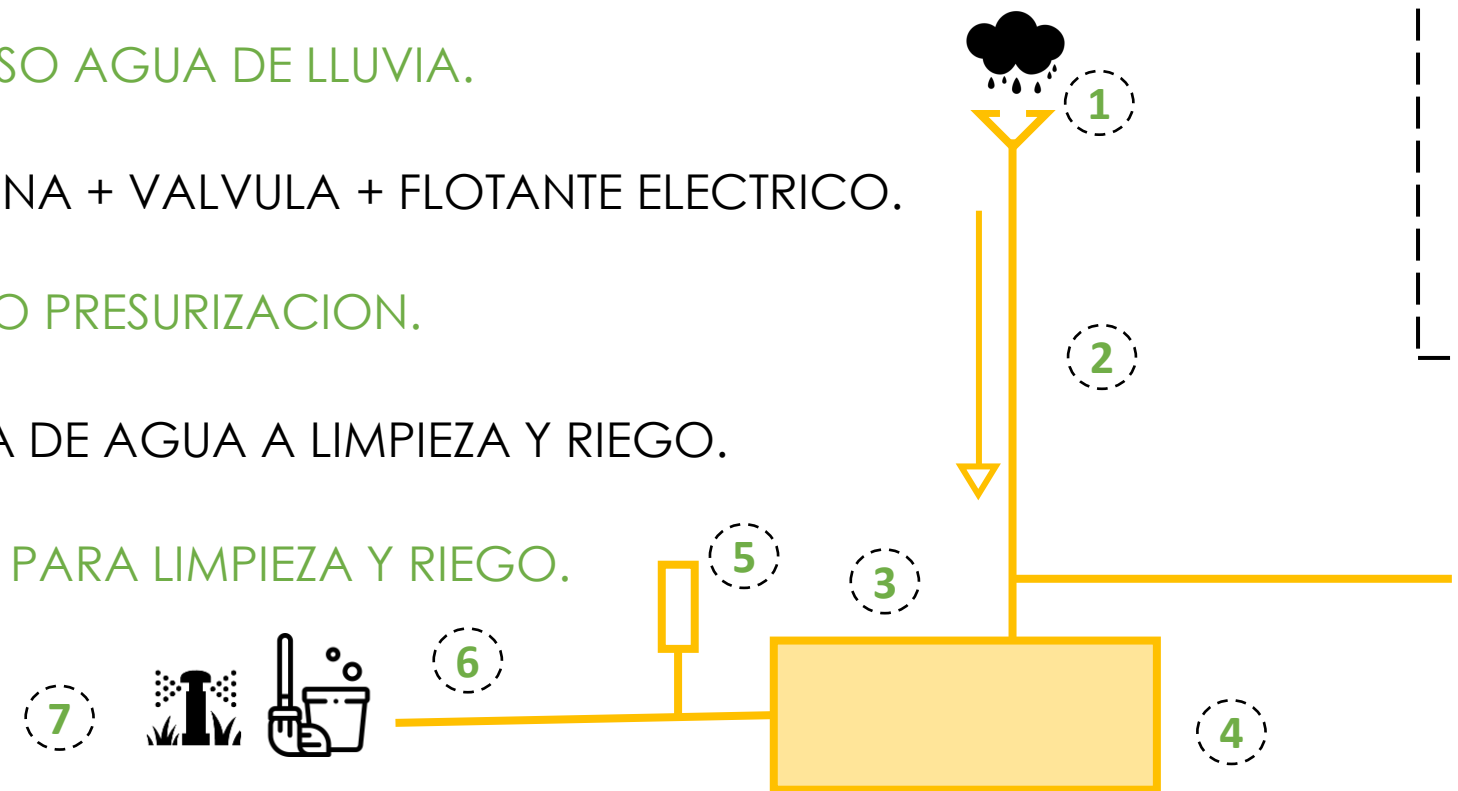 SO AGUA DE LLUVIA.
1
NA + VALVULA + FLOTANTE ELECTRICO.
O PRESURIZACION.
2
A DE AGUA A LIMPIEZA Y RIEGO.
PARA LIMPIEZA Y RIEGO.
5
3
6
7
4